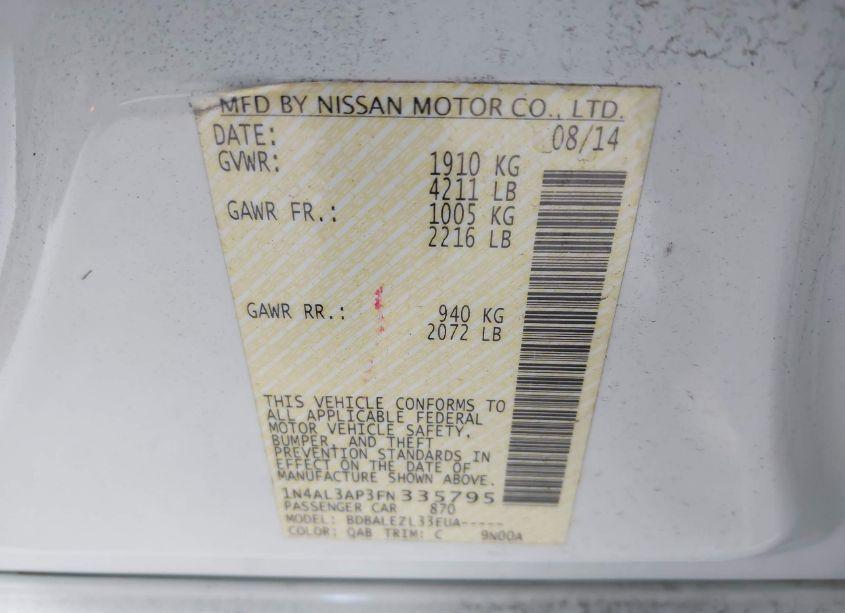 MFD BY NISSAN MOTOR CO., LTD.
DATE: 08/14
GVWR: 1910 KG
4211 LB
GAWR FR.: 1005 KG
2216 LB
GAWR RR.: 940 KG
2072 LB
THIS VEHICLE CONFORMS TO
ALL APPLICABLE FEDERAL
MOTOR VEHICLE SAFETY,
BUMPER, AND THEFT
PREVENTION STANDARDS IN
EFFECT ON THE DATE OF
MANUFACTURE SHOWN ABOVE.
1N4AL3AP3FN335795
PASSENGER CAR 870
MODEL: BDBALEZL33EUA-----
COLOR: QAB TRIM: C 9N00A